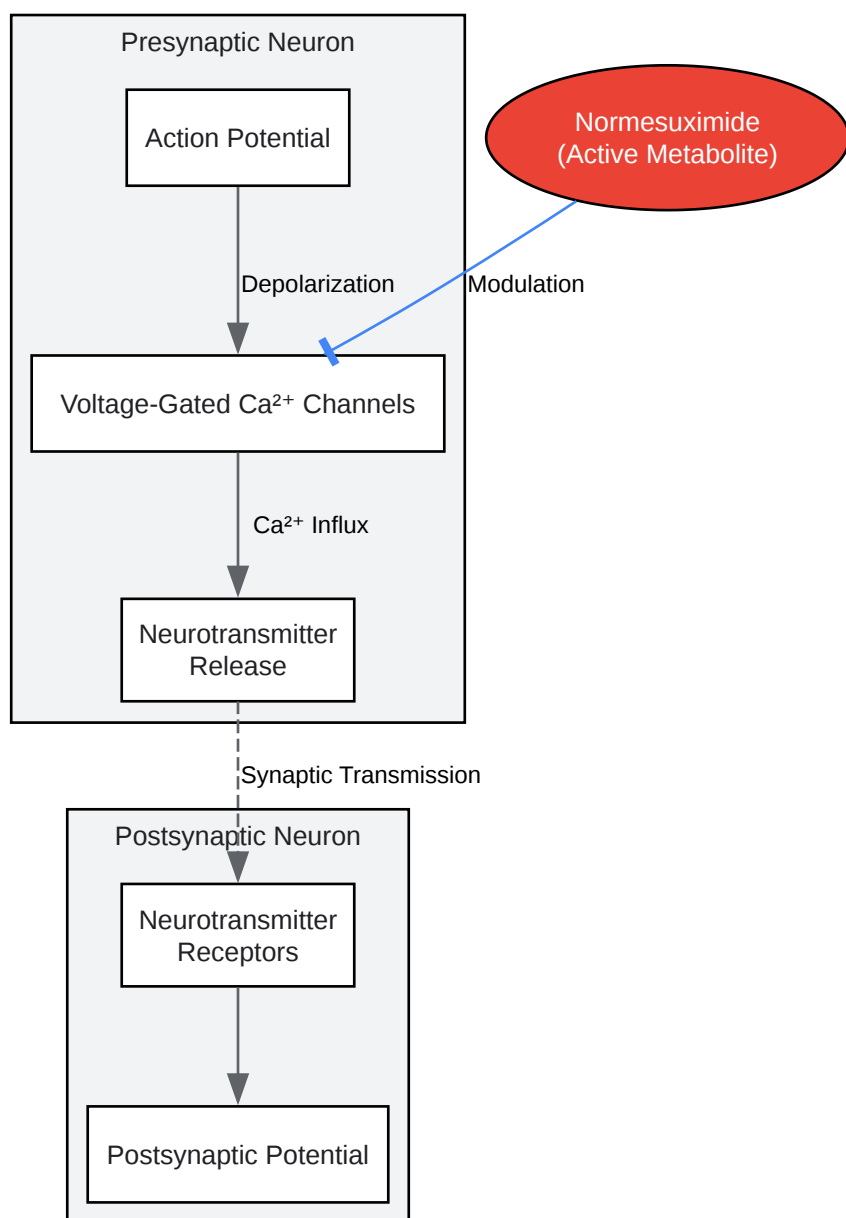 Presynaptic Neuron
Action Potential
Normesuximide
(Active Metabolite)
Depolarization
Modulation
Voltage-Gated Ca²⁺ Channels
Ca²⁺ Influx
Neurotransmitter
Release
Synaptic Transmission
Postsynaptic Neuron
Neurotransmitter
Receptors
Postsynaptic Potential